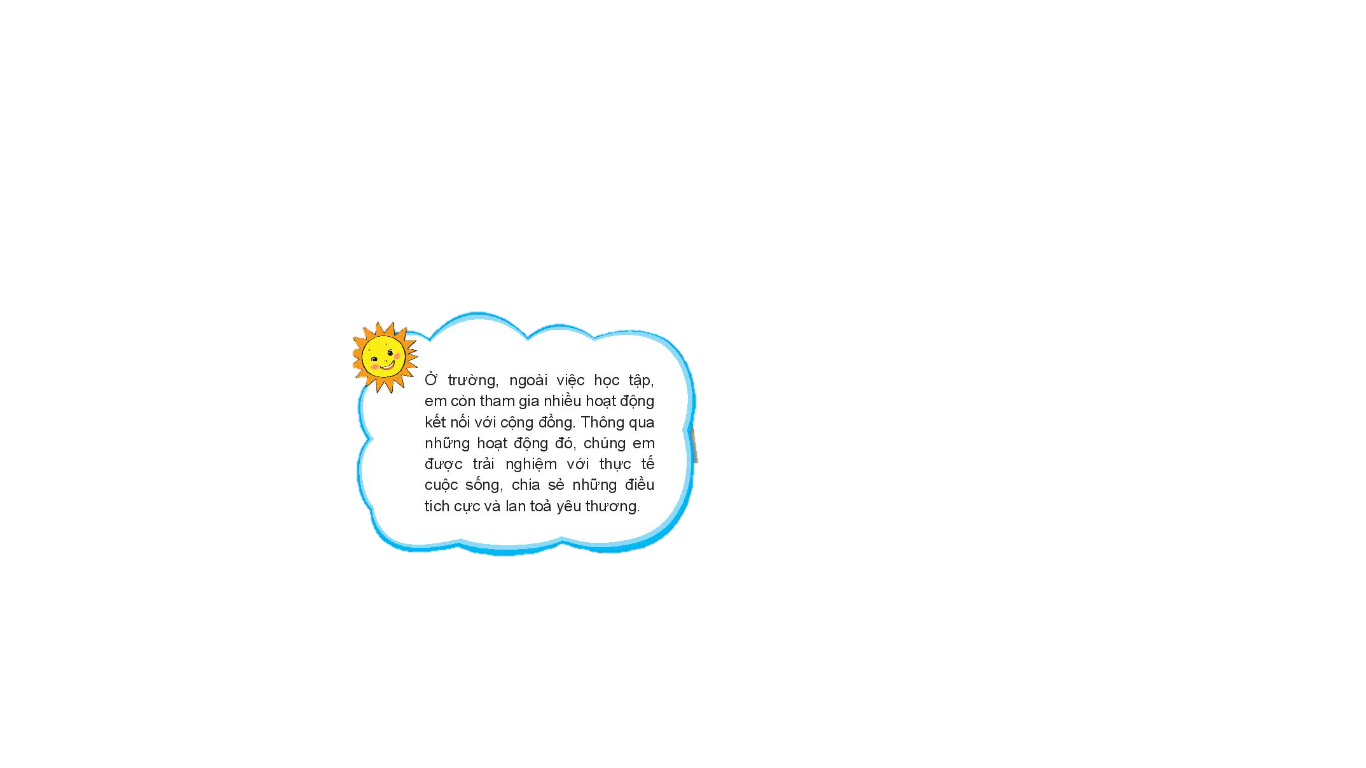 Ở trường, ngoài việc học tập,
em còn tham gia nhiều hoạt động
kết nối với cộng đồng. Thông qua
những hoạt động đó, chúng em
được trải nghiệm với thực tế
cuộc sống, chia sẻ những điều
tích cực và lan toả yêu thương.